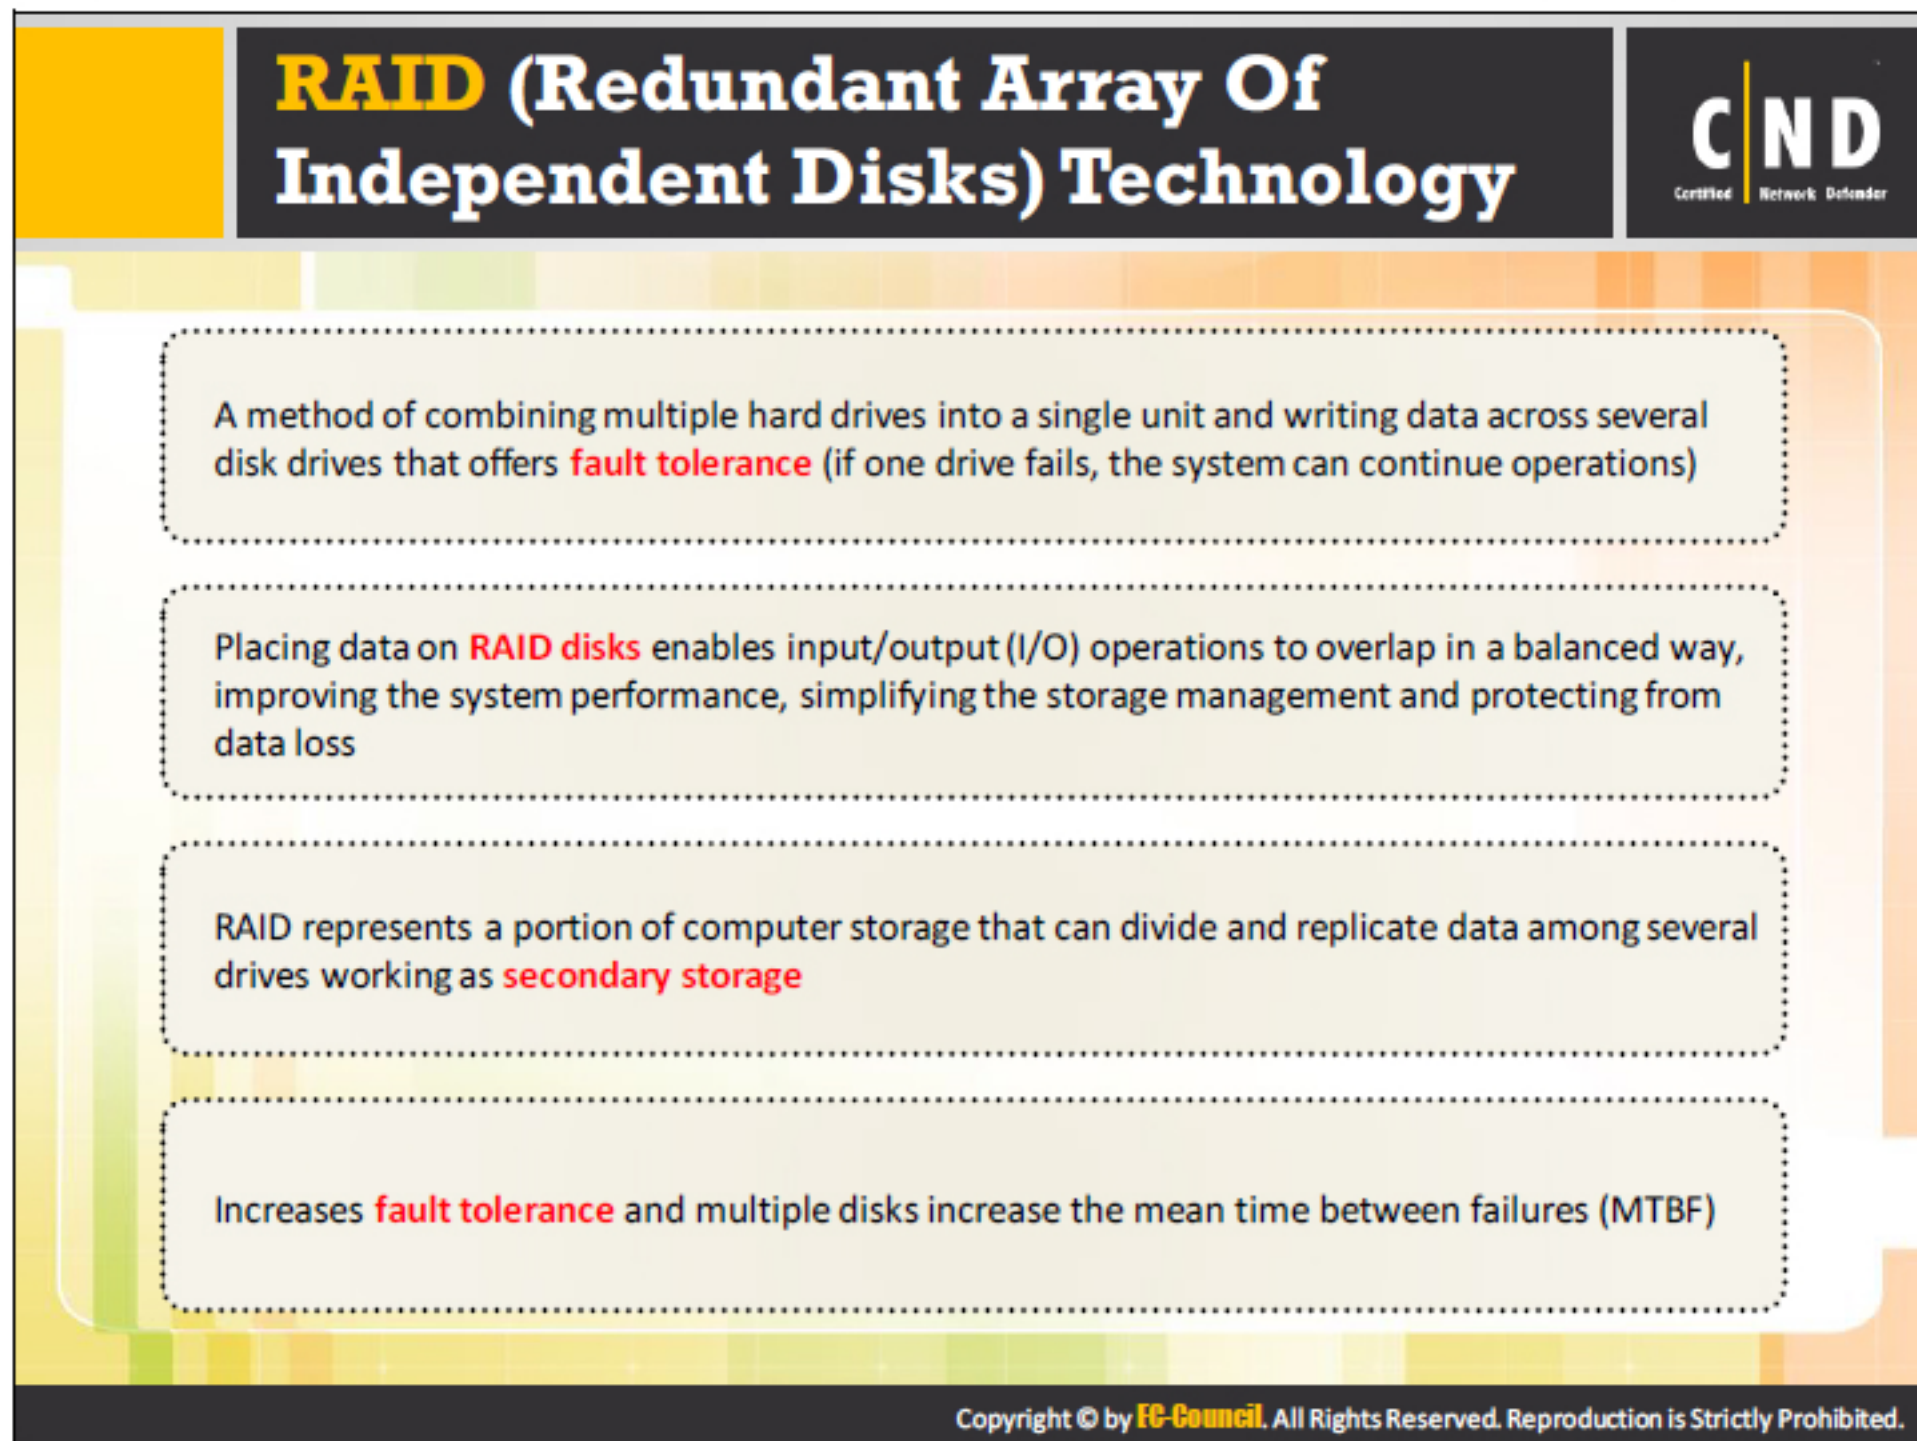 RAID (Redundant Array Of
Independent Disks) Technology
C|ND
Certified Network Defender
A method of combining multiple hard drives into a single unit and writing data across several
disk drives that offers fault tolerance (if one drive fails, the system can continue operations)
Placing data on RAID disks enables input/output (I/O) operations to overlap in a balanced way,
improving the system performance, simplifying the storage management and protecting from
data loss
RAID represents a portion of computer storage that can divide and replicate data among several
drives working as secondary storage
Increases fault tolerance and multiple disks increase the mean time between failures (MTBF)
Copyright © by EC-Council. All Rights Reserved. Reproduction is Strictly Prohibited.